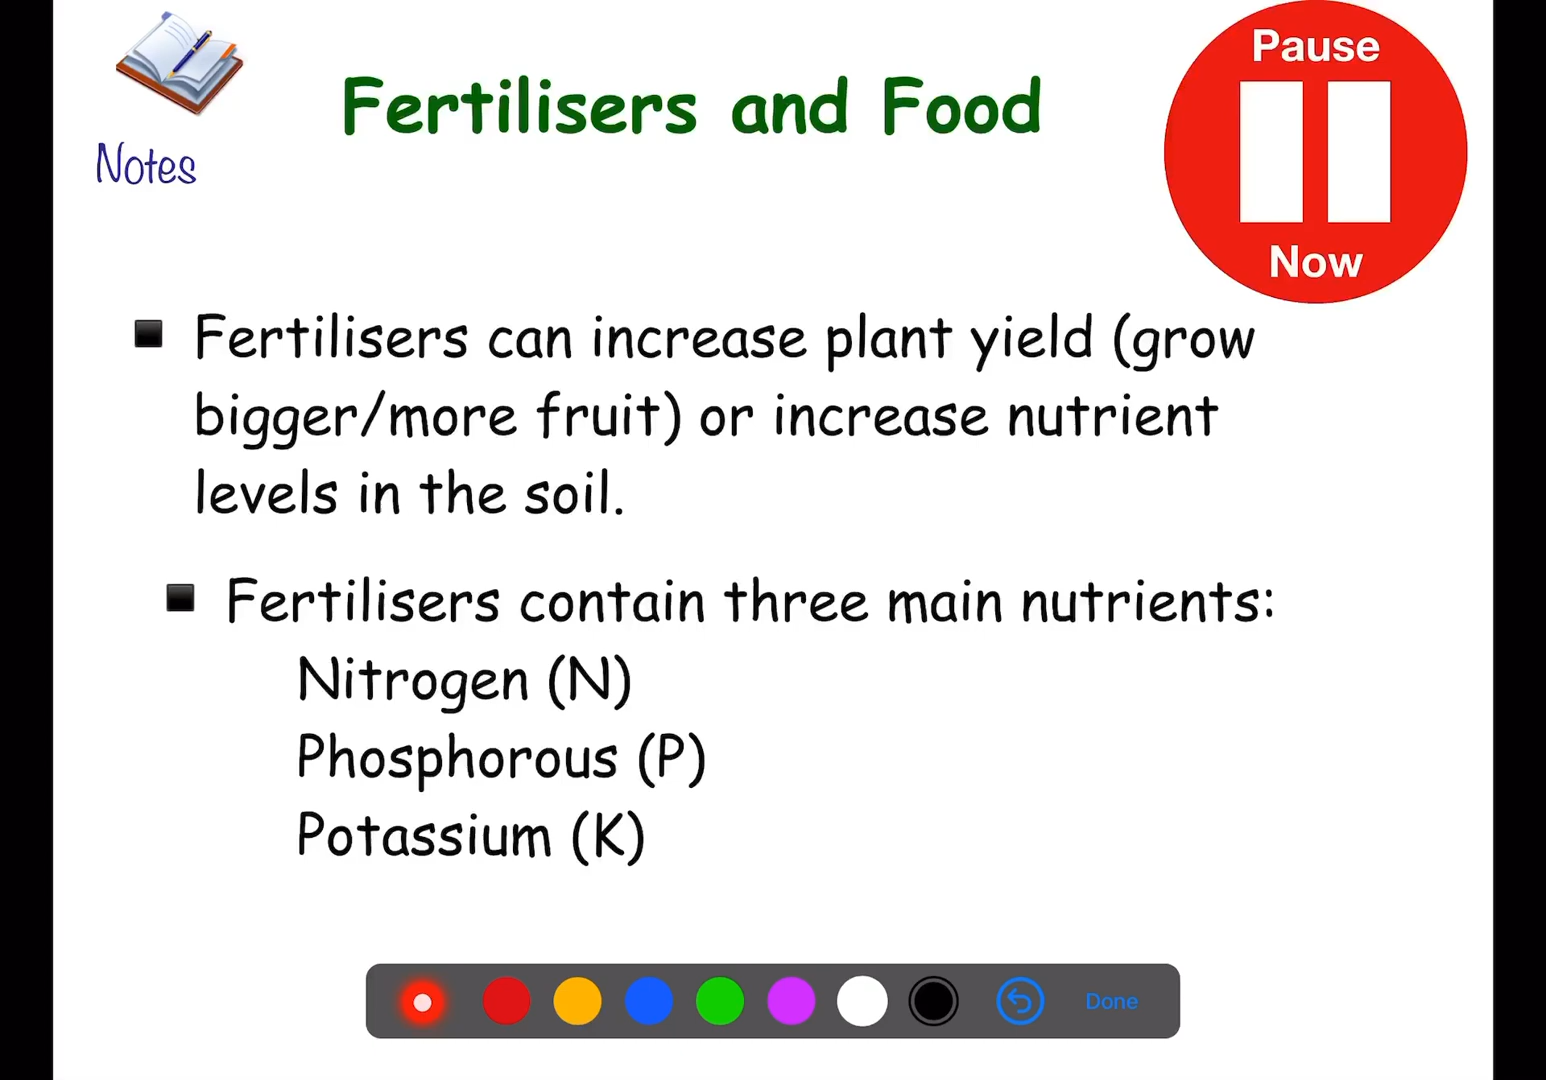 Notes
Fertilisers and Food
Pause
Now
Fertilisers can increase plant yield (grow
bigger/more fruit) or increase nutrient
levels in the soil.
Fertilisers contain three main nutrients:
Nitrogen (N)
Phosphorous (P)
Potassium (K)
Done